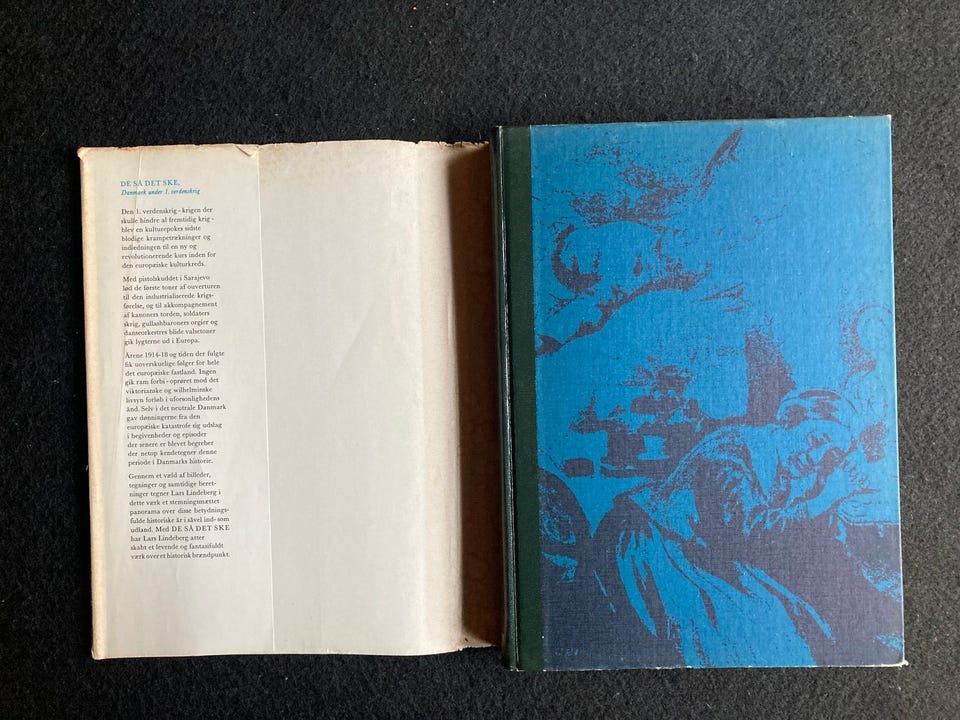 DE SÅ DET SKE,
Danmark under 1. verdenskrig
Den 1. verdenskrig - krigen der
skulle hindre al fremtidig krig -
blev en kulturepokes sidste
blodige krampetrækninger og
indledningen til en ny og
revolutionerende kurs inden for
den europæiske kulturkreds.
Med pistolskuddet i Sarajevo
lød de første toner af ouverturen
til den industrialiserede krigs-
førelse, og til akkompagnement
af kanoners torden, soldaters
skrig, gullashbaroners orgier og
danseorkestres blide valsetoner
gik lygterne ud i Europa.
Årene 1914-18 og tiden der fulgte
fik uoverskuelige følger for hele
det europæiske fastland. Ingen
gik ram forbi - oprøret mod det
viktorianske og wilhelminske
livsyn forløb i uforsonlighedens
ånd. Selv i det neutrale Danmark
gav dønningerne fra den
europæiske katastrofe sig udslag
i begivenheder og episoder
der senere er blevet begreber
der netop kendetegner denne
periode i Danmarks historie.
Gennem et væld af billeder,
tegninger og samtidige beret-
ninger tegner Lars Lindeberg i
dette værk et stemningsmættet
panorama over disse betydnings-
fulde historiske år i såvel ind- som
udland. Med DE SÅ DET SKE
har Lars Lindeberg atter
skabt et levende og fantasifuldt
værk over et historisk brændpunkt.